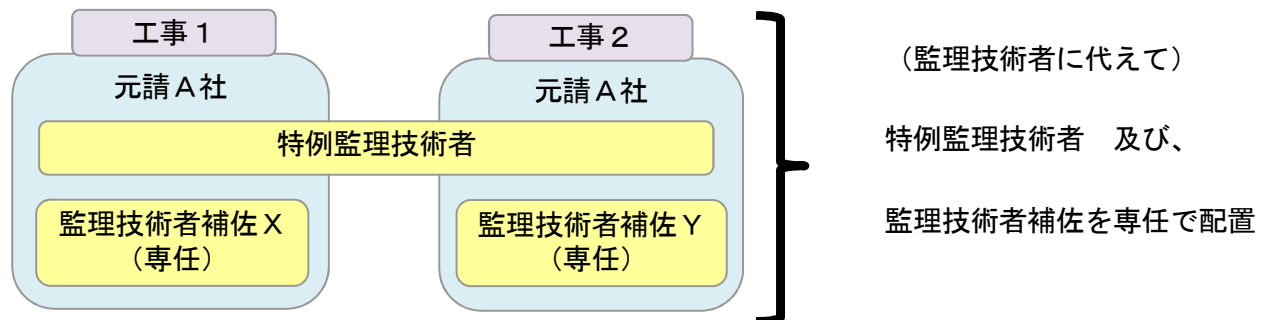 工事１
工事２
元請Ａ社
元請Ａ社
特例監理技術者
監理技術者補佐Ｘ
（専任）
監理技術者補佐Ｙ
（専任）
（監理技術者に代えて）
特例監理技術者　及び、
監理技術者補佐を専任で配置